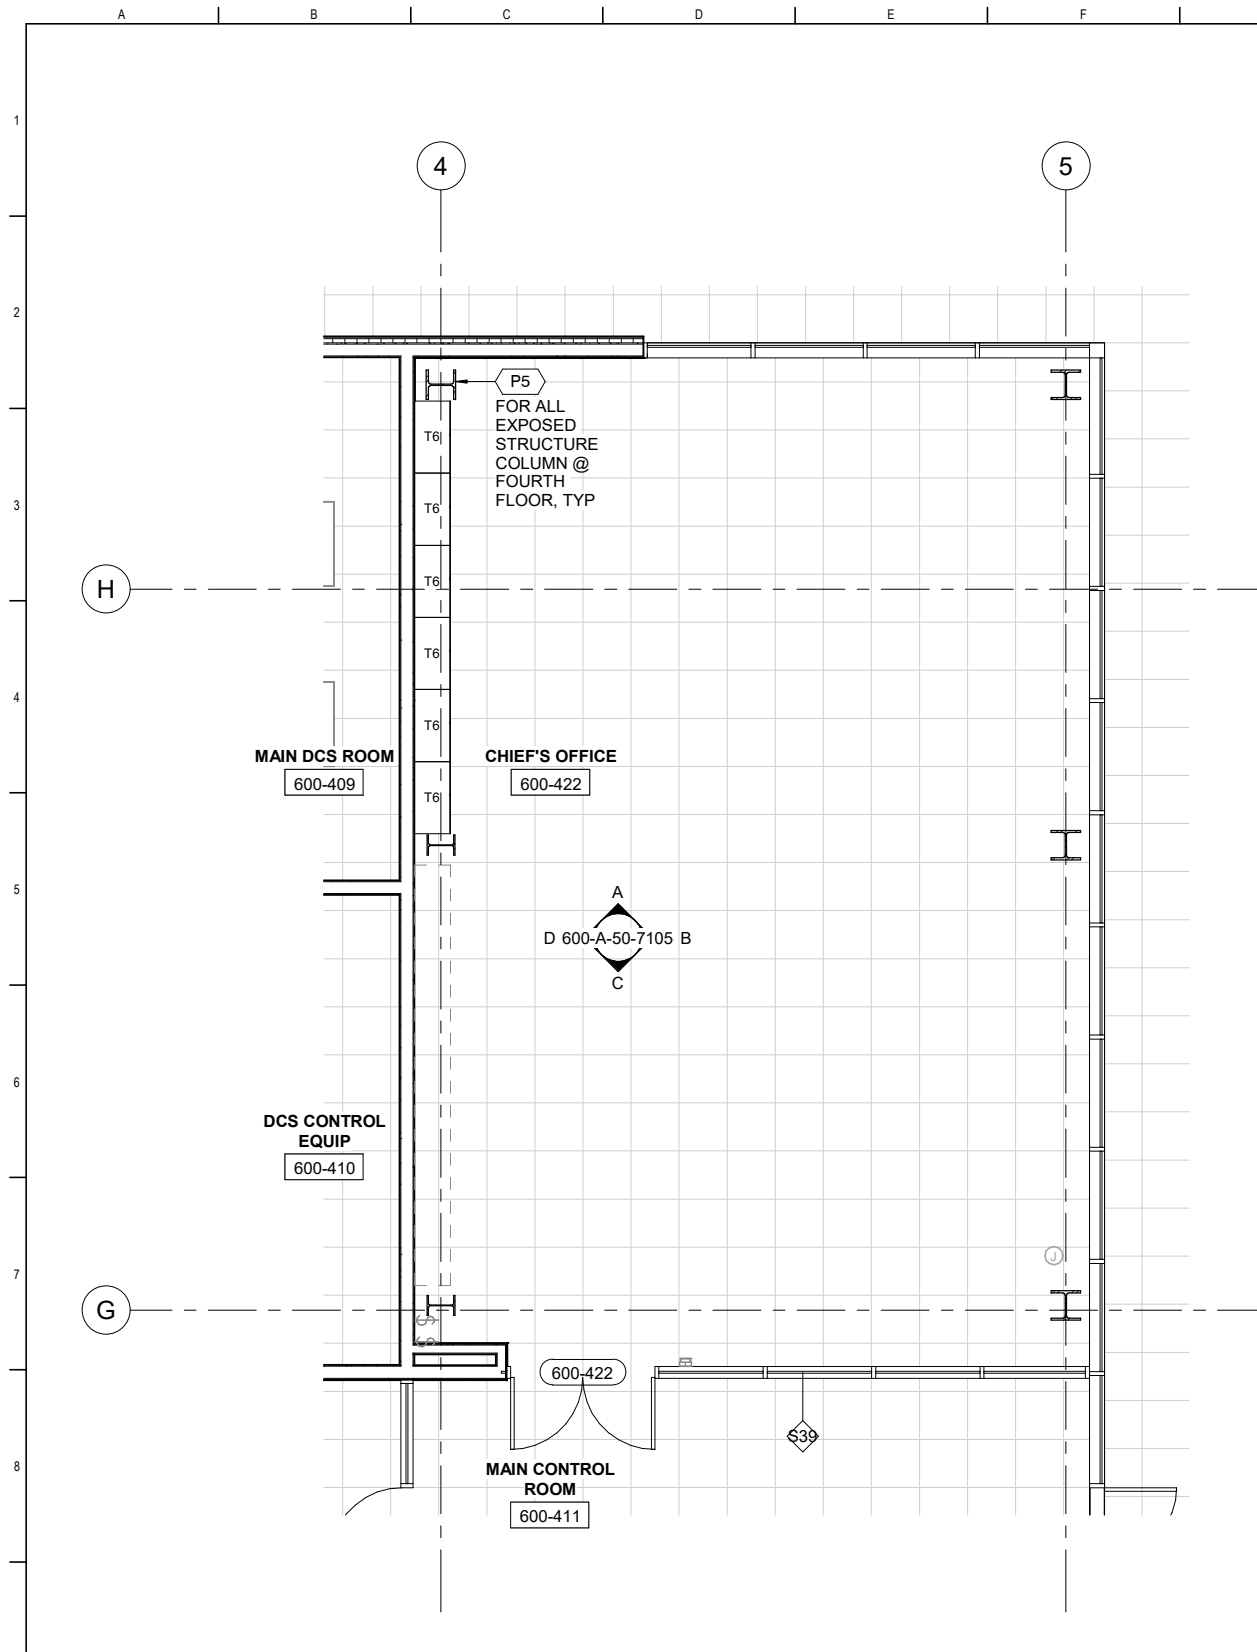 A B C D E F
1
4 5
2
P5
FOR ALL
EXPOSED
STRUCTURE
COLUMN @
FOURTH
FLOOR, TYP
T6
3
T6
T6
H
T6
4
T6
MAIN DCS ROOM
600-409
CHIEF'S OFFICE
600-422
T6
5
A
D 600-A-50-7105 B
C
6
DCS CONTROL
EQUIP
600-410
J
7
G
$
$
600-422
S39
8
MAIN CONTROL
ROOM
600-411